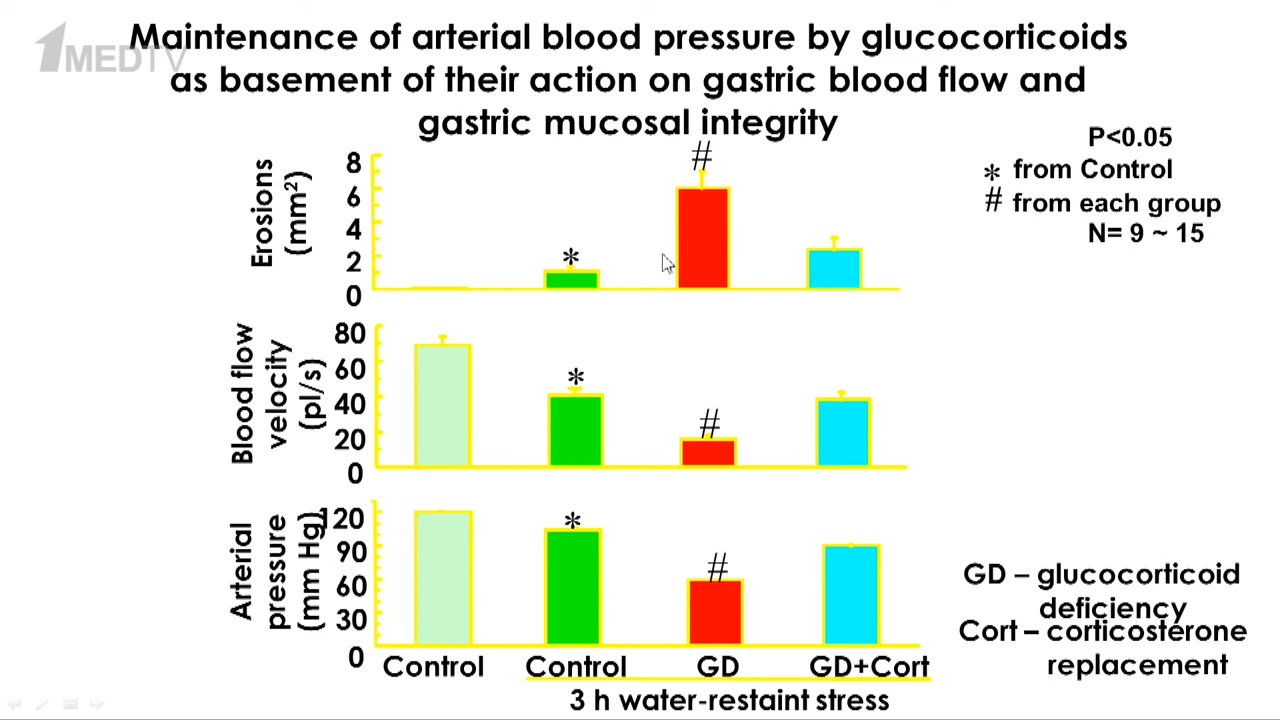 1MEDTV
Maintenance of arterial blood pressure by glucocorticoids
as basement of their action on gastric blood flow and
gastric mucosal integrity
P<0.05
* from Control
# from each group
N= 9 ~ 15
Erosions
(mm²)
8
6
4
2
0
#
*
Blood flow
velocity
(pl/s)
80
60
40
20
0
*
#
Arterial
pressure
(mm Hg)
120
90
60
30
0
*
#
GD – glucocorticoid
deficiency
Cort – corticosterone
replacement
Control Control GD GD+Cort
3 h water-restaint stress